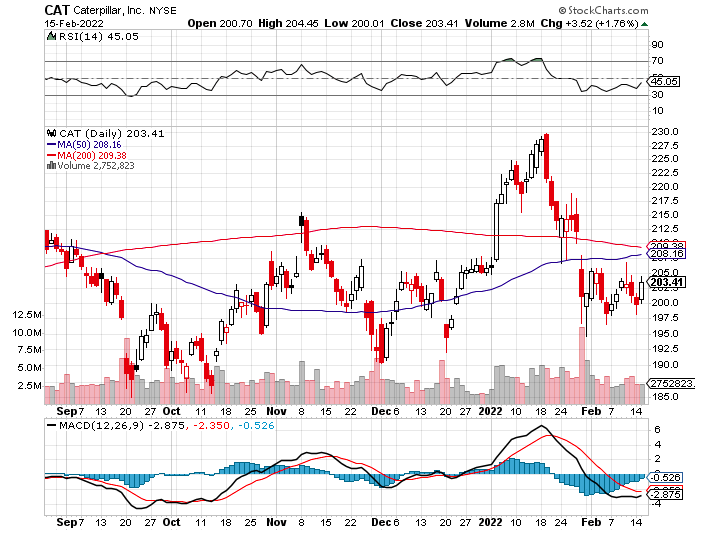 CAT Caterpillar, Inc. NYSE
© StockCharts.com
15-Feb-2022
Open 200.70 High 204.45 Low 200.01 Close 203.41 Volume 2.8M Chg +3.52 (+1.76%)
RSI(14) 45.05
90
70
50
45.05
30
10
CAT (Daily) 203.41
MA(50) 208.16
MA(200) 209.38
Volume 2,752,823
230.0
227.5
225.0
222.5
220.0
217.5
215.0
212.5
209.38
208.16
205.0
203.41
200.0
197.5
195.0
192.5
190.0
2752823
185.0
12.5M
10.0M
7.5M
5.0M
2.5M
Sep 7 13 20 27 Oct 11 18 25 Nov 8 15 22 Dec 6 13 20 27 2022 10 18 24 Feb 7 14
MACD(12,26,9) -2.875, -2.350, -0.526
6
4
2
-0.526
-2.875
-4
Sep 7 13 20 27 Oct 11 18 25 Nov 8 15 22 Dec 6 13 20 27 2022 10 18 24 Feb 7 14